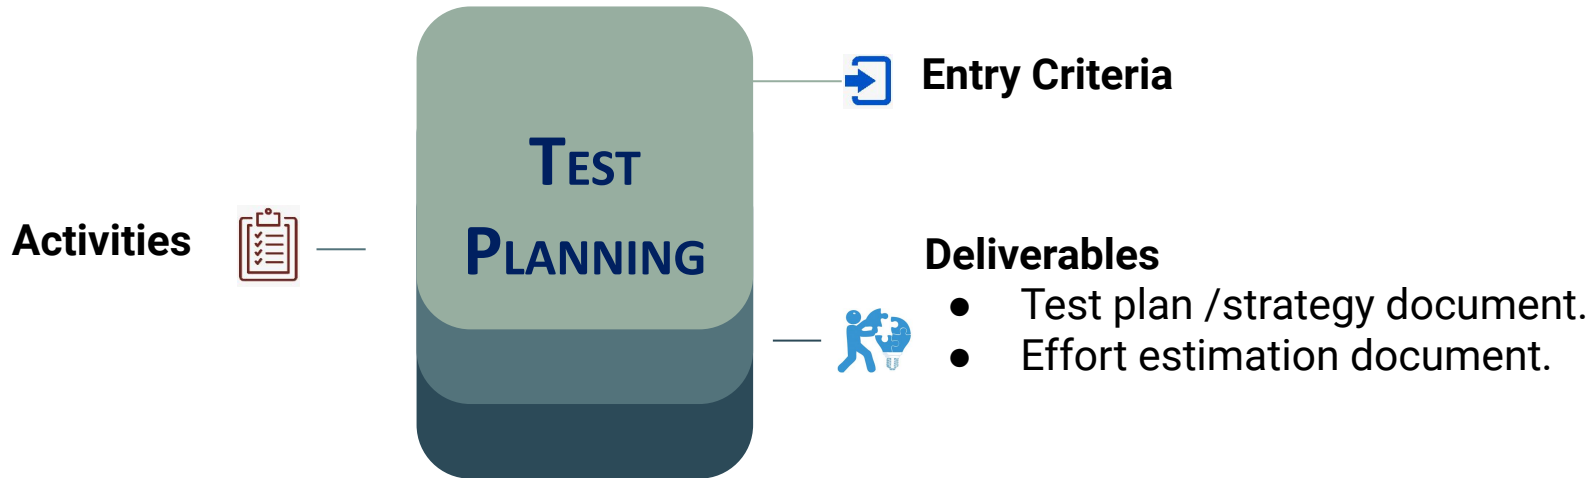 Entry Criteria
TEST
PLANNING
Activities
Deliverables
● Test plan /strategy document.
● Effort estimation document.